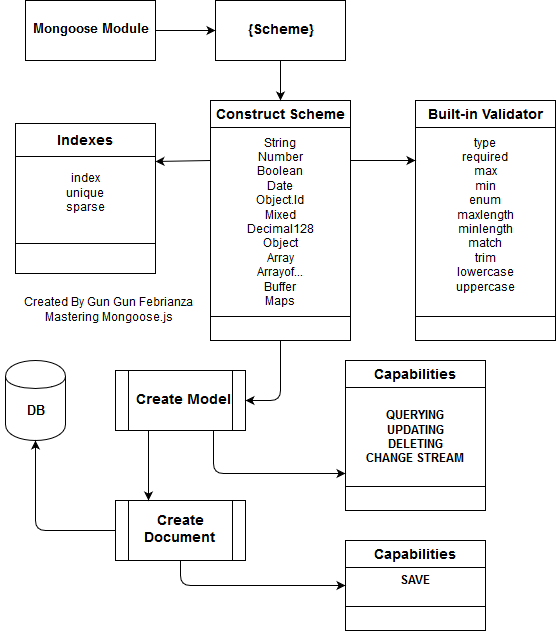 Mongoose Module
{Scheme}
Construct Scheme
String
Number
Boolean
Date
Object.Id
Mixed
Decimal128
Object
Array
Arrayof...
Buffer
Maps
Built-in Validator
type
required
max
min
enum
maxlength
minlength
match
trim
lowercase
uppercase
Indexes
index
unique
sparse
Created By Gun Gun Febrianza
Mastering Mongoose.js
DB
Create Model
Capabilities
QUERYING
UPDATING
DELETING
CHANGE STREAM
Create
Document
Capabilities
SAVE